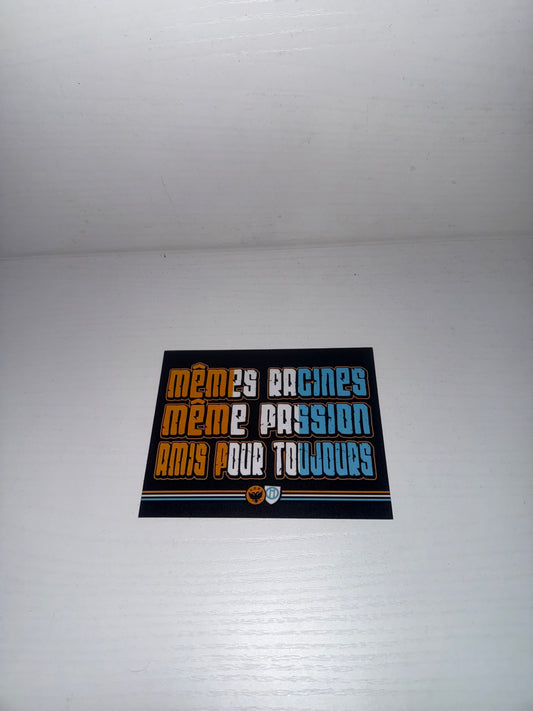 mêmes racines
même passion
amis pour toujours